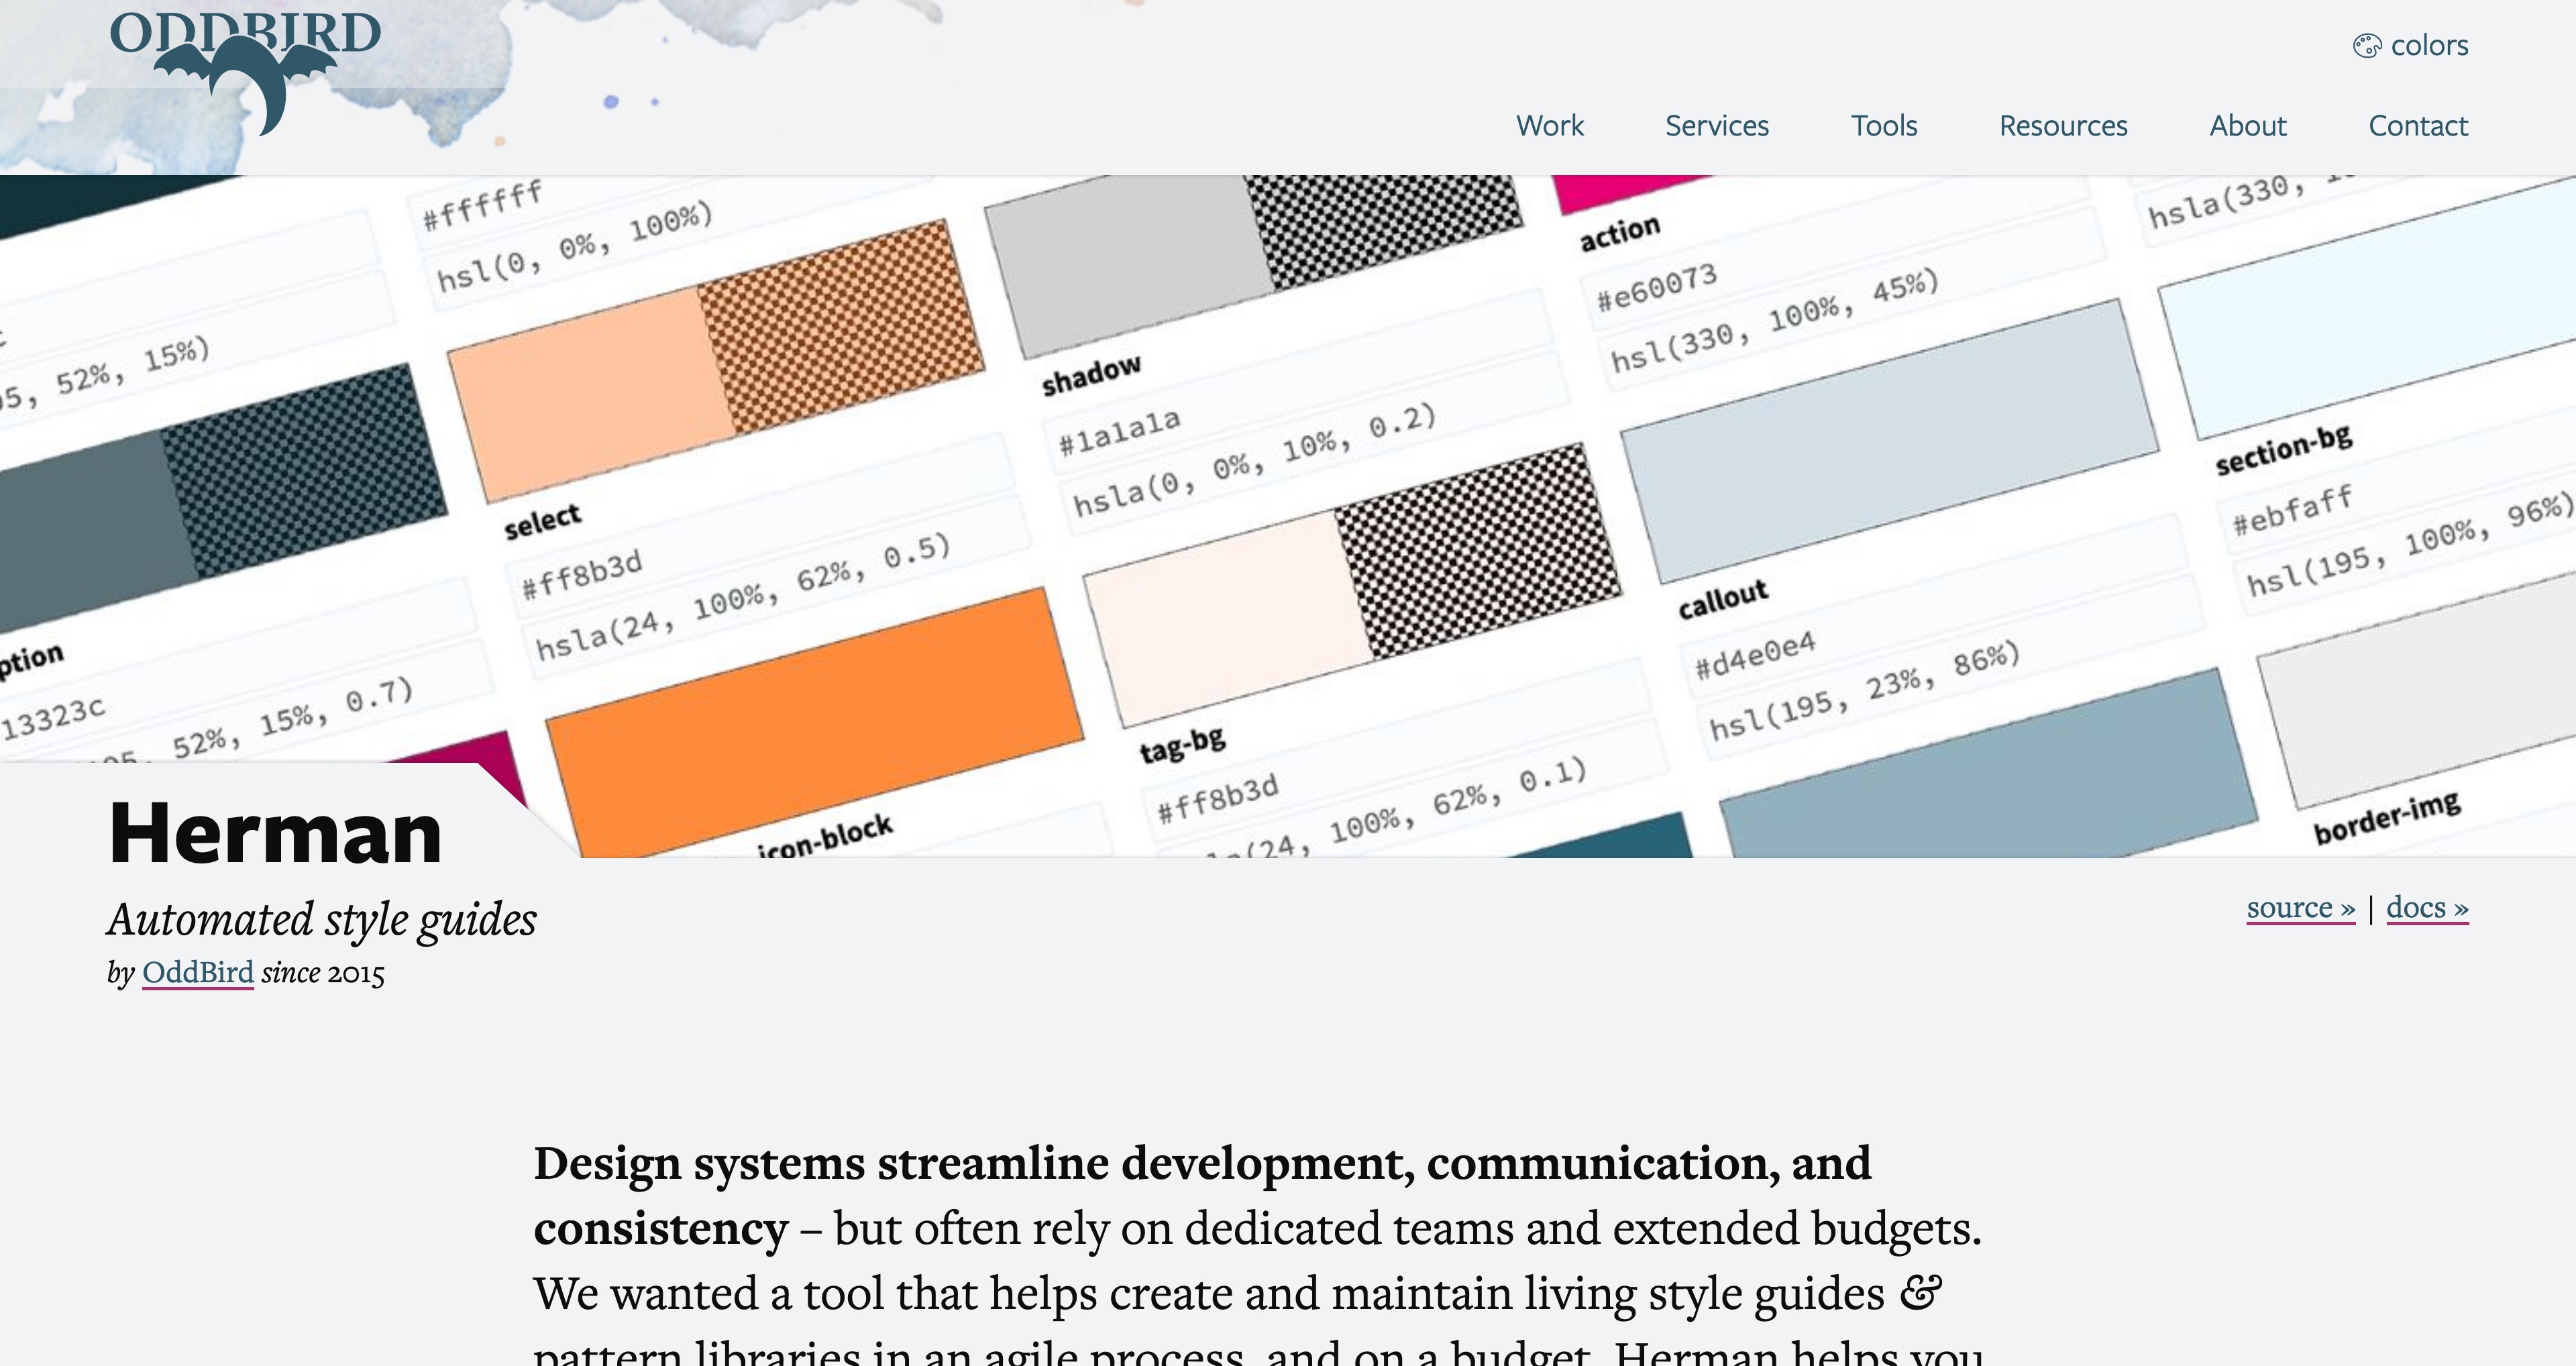 ODDBIRD
colors
Work
Services
Tools
Resources
About
Contact
#ffffff
hsl(0, 0%, 100%)
52%, 15%)
13323c
52%, 15%, 0.7)
select
#ff8b3d
hsla(24, 100%, 62%, 0.5)
icon-block
shadow
#1a1a1a
hsla(0, 0%, 10%, 0.2)
tag-bg
#ff8b3d
(24, 100%, 62%, 0.1)
action
#e60073
hsl(330, 100%, 45%)
callout
#d4e0e4
hsl(195, 23%, 86%)
hsla(330,
section-bg
#ebfaff
hsl(195, 100%, 96%)
border-img
Herman
Automated style guides
by OddBird since 2015
source » | docs »
Design systems streamline development, communication, and
consistency – but often rely on dedicated teams and extended budgets.
We wanted a tool that helps create and maintain living style guides &
pattern libraries in an agile process, and on a budget. Herman helps you